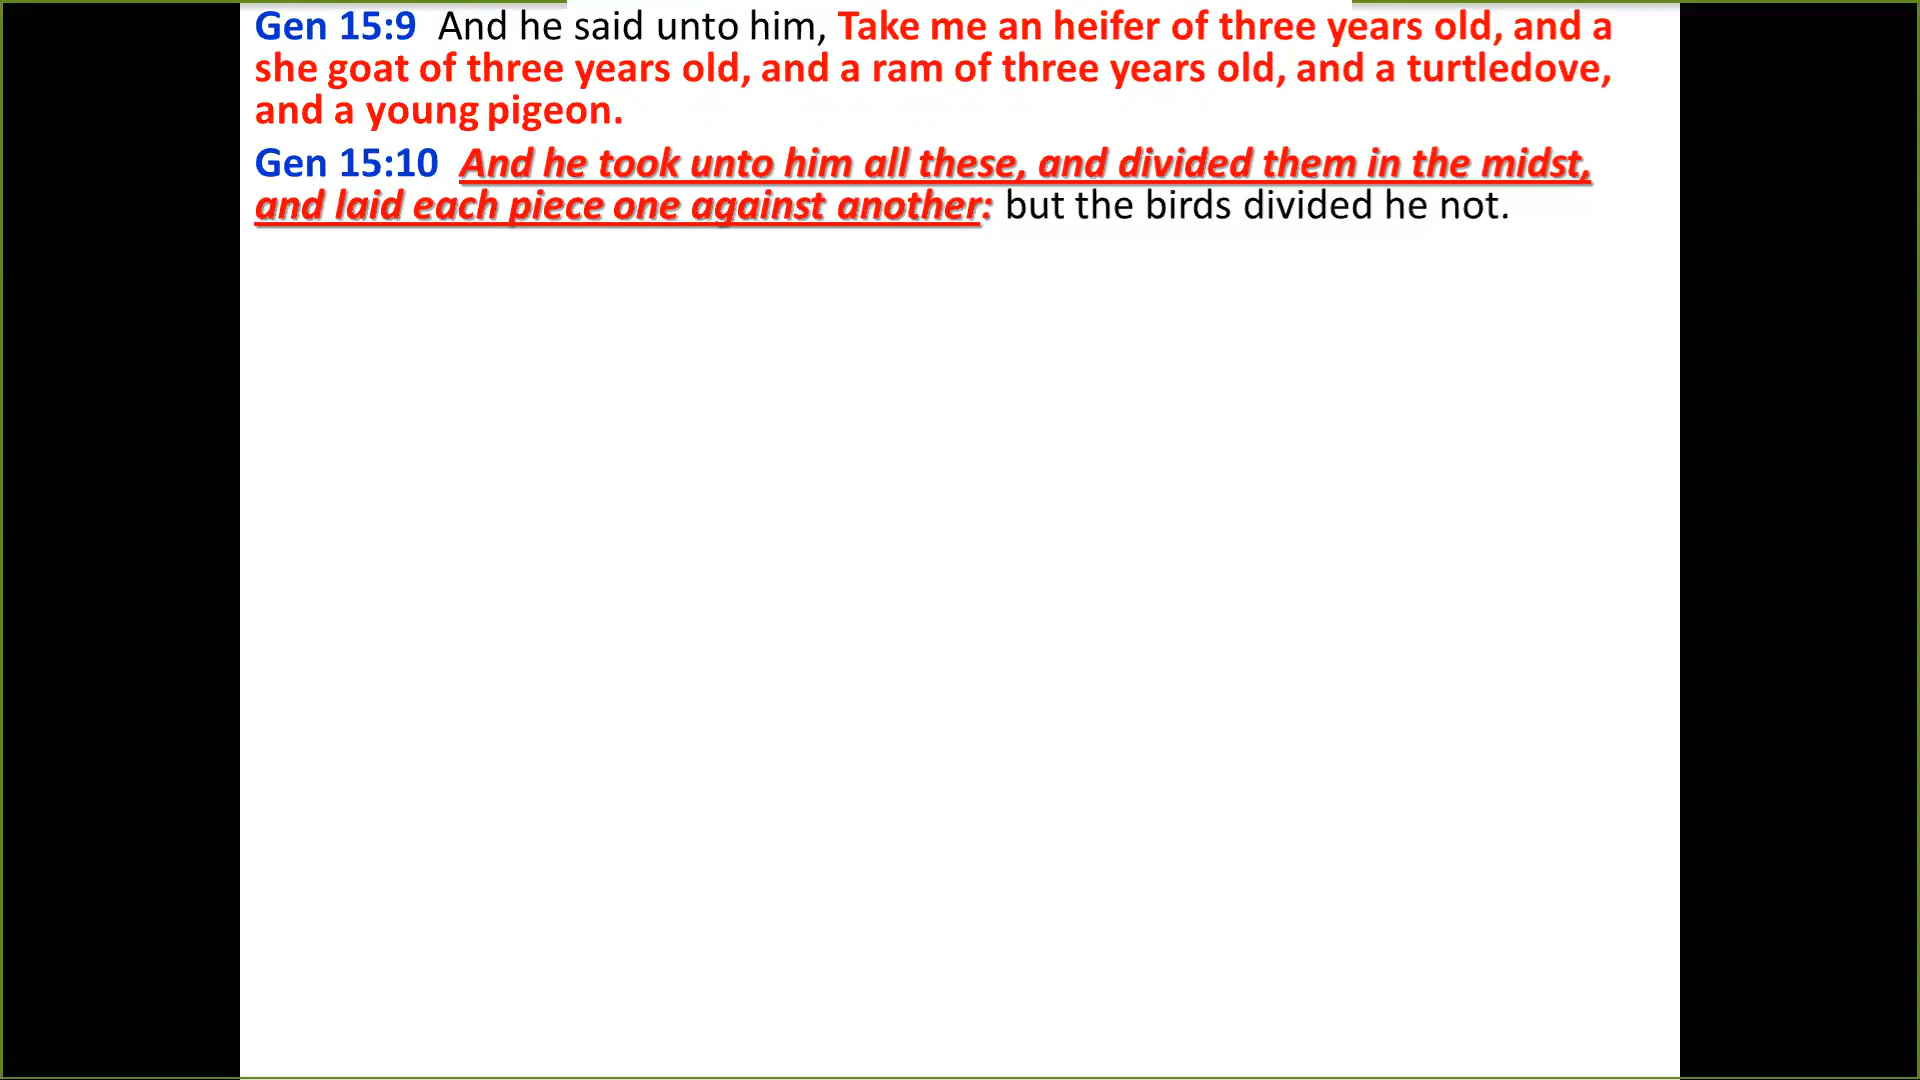 Gen 15:9 And he said unto him, Take me an heifer of three years old, and a
she goat of three years old, and a ram of three years old, and a turtledove,
and a young pigeon.
Gen 15:10 And he took unto him all these, and divided them in the midst,
and laid each piece one against another: but the birds divided he not.